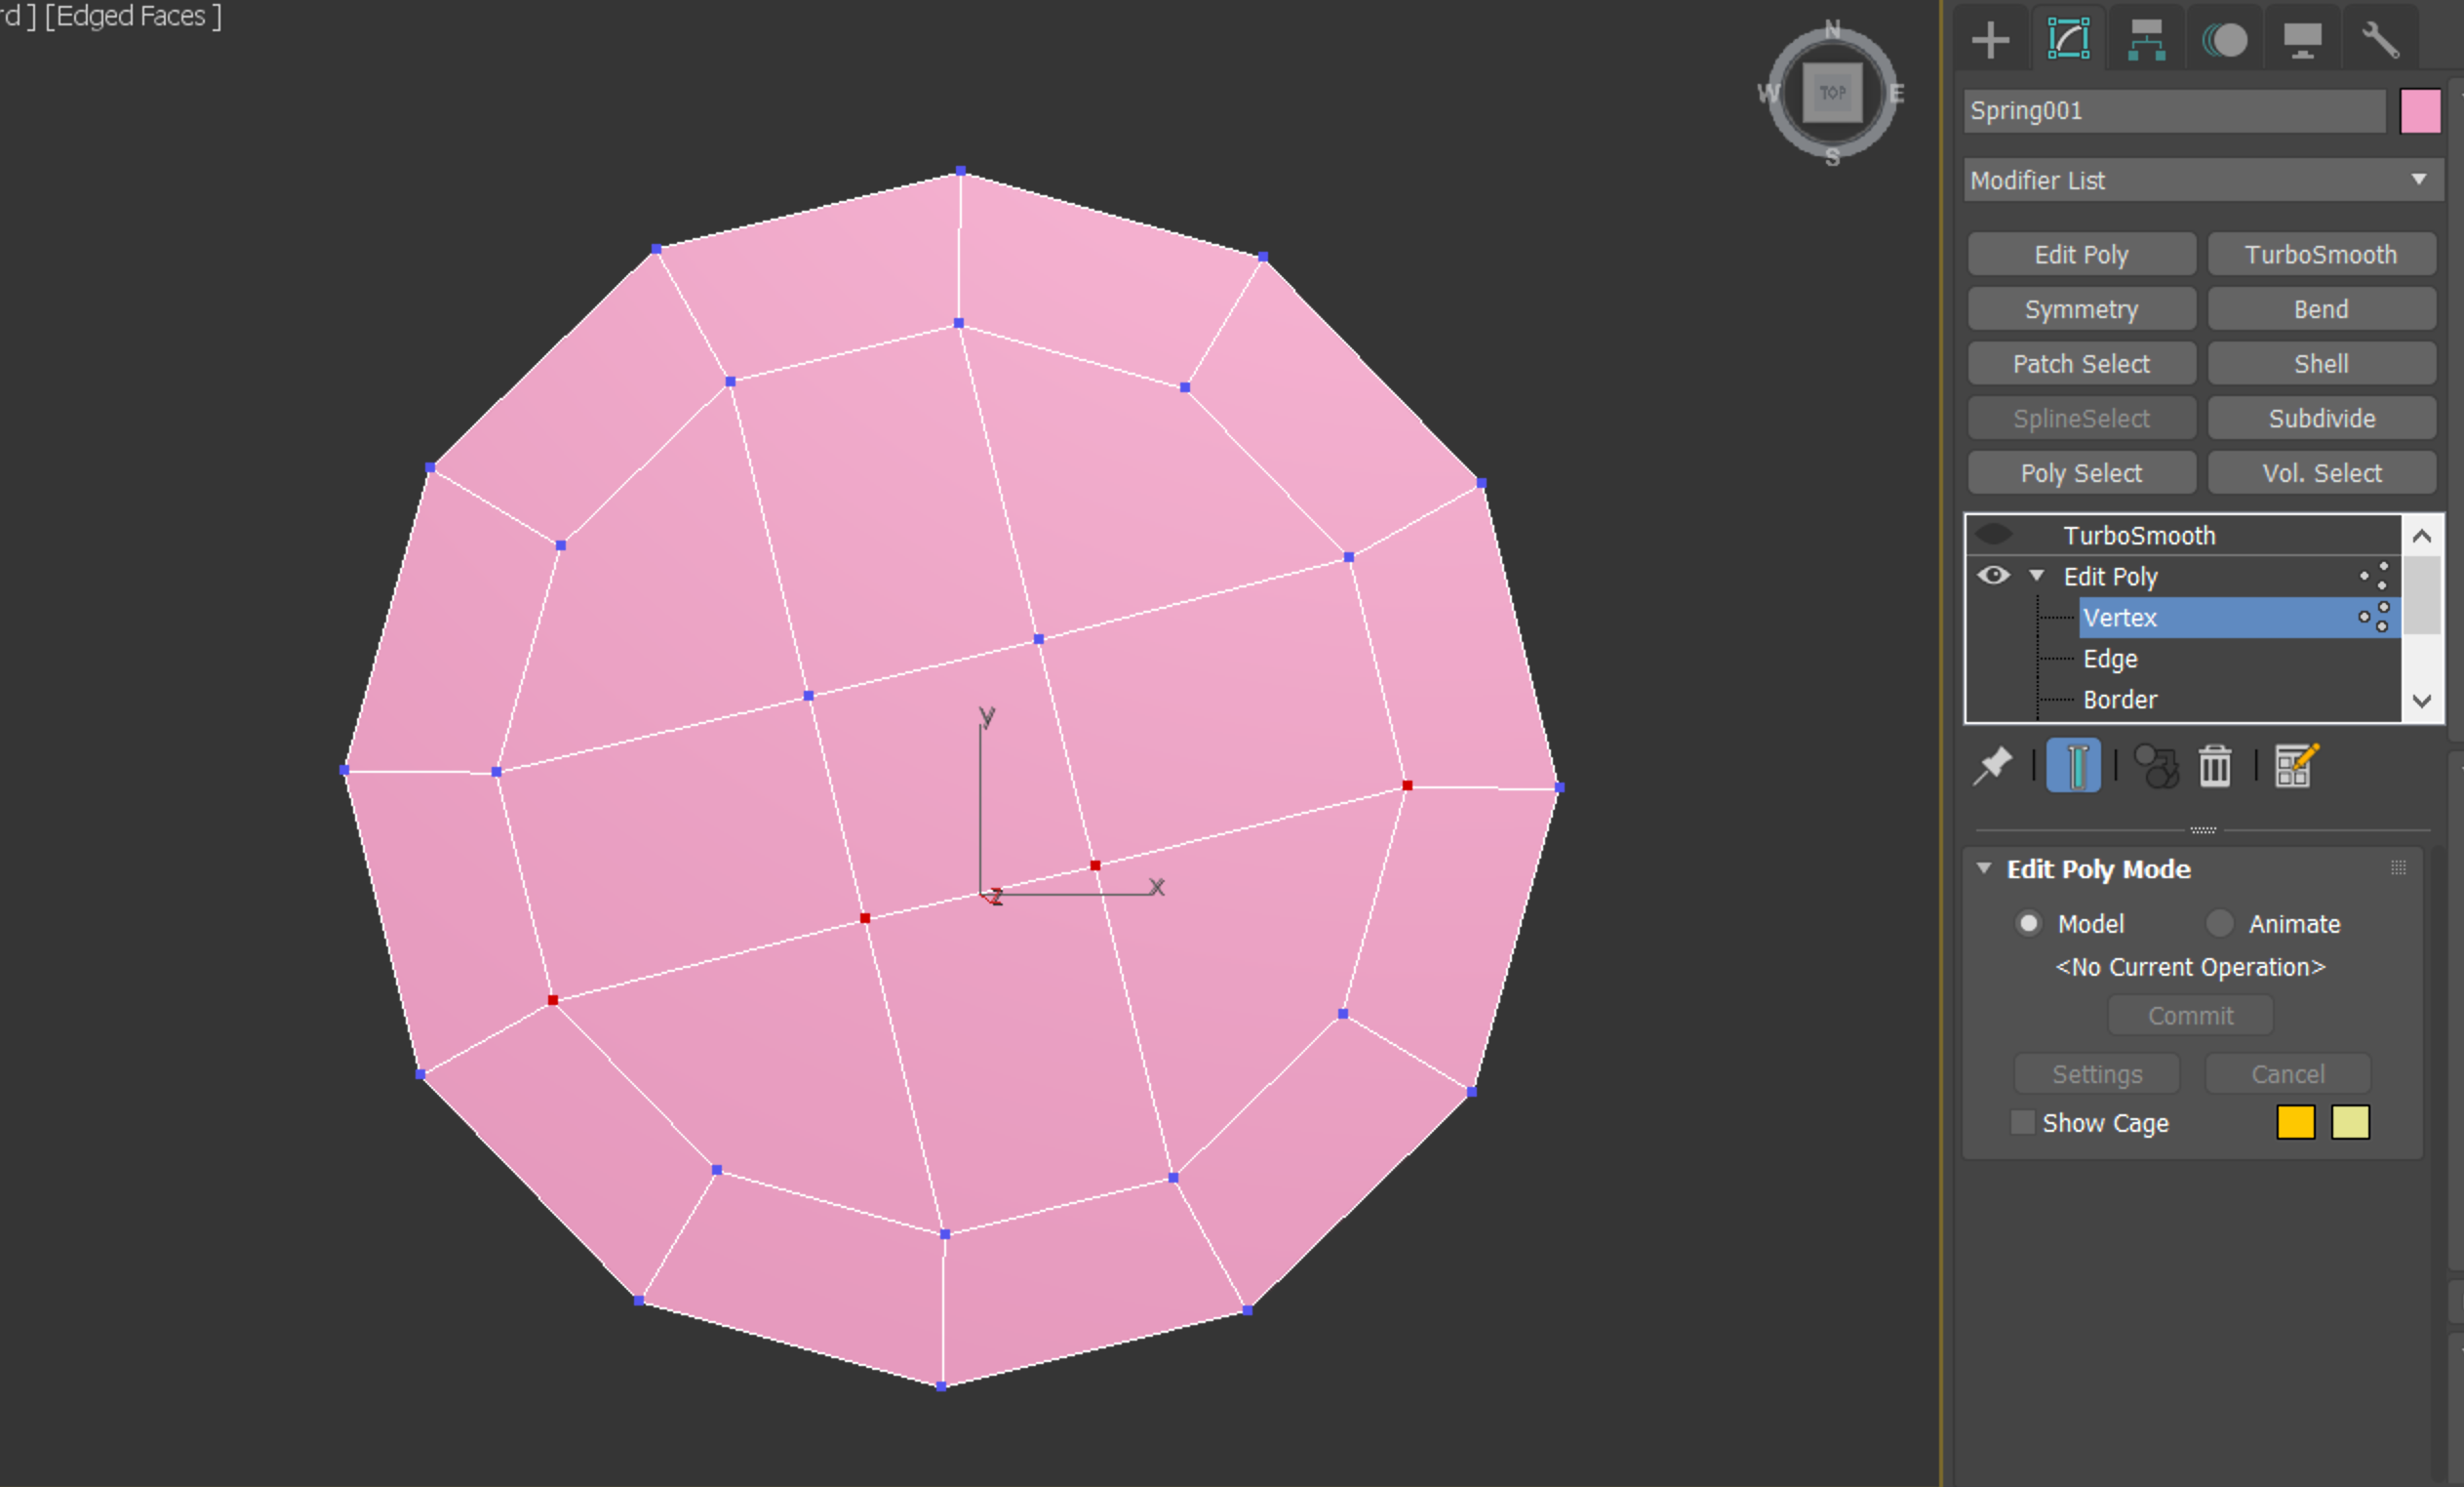 rd ] [Edged Faces ]
N
W TOP E
S
y
z x
Spring001
Modifier List
Edit Poly TurboSmooth
Symmetry Bend
Patch Select Shell
SplineSelect Subdivide
Poly Select Vol. Select
TurboSmooth
Edit Poly
Vertex
Edge
Border
Edit Poly Mode
Model Animate
<No Current Operation>
Commit
Settings Cancel
Show Cage